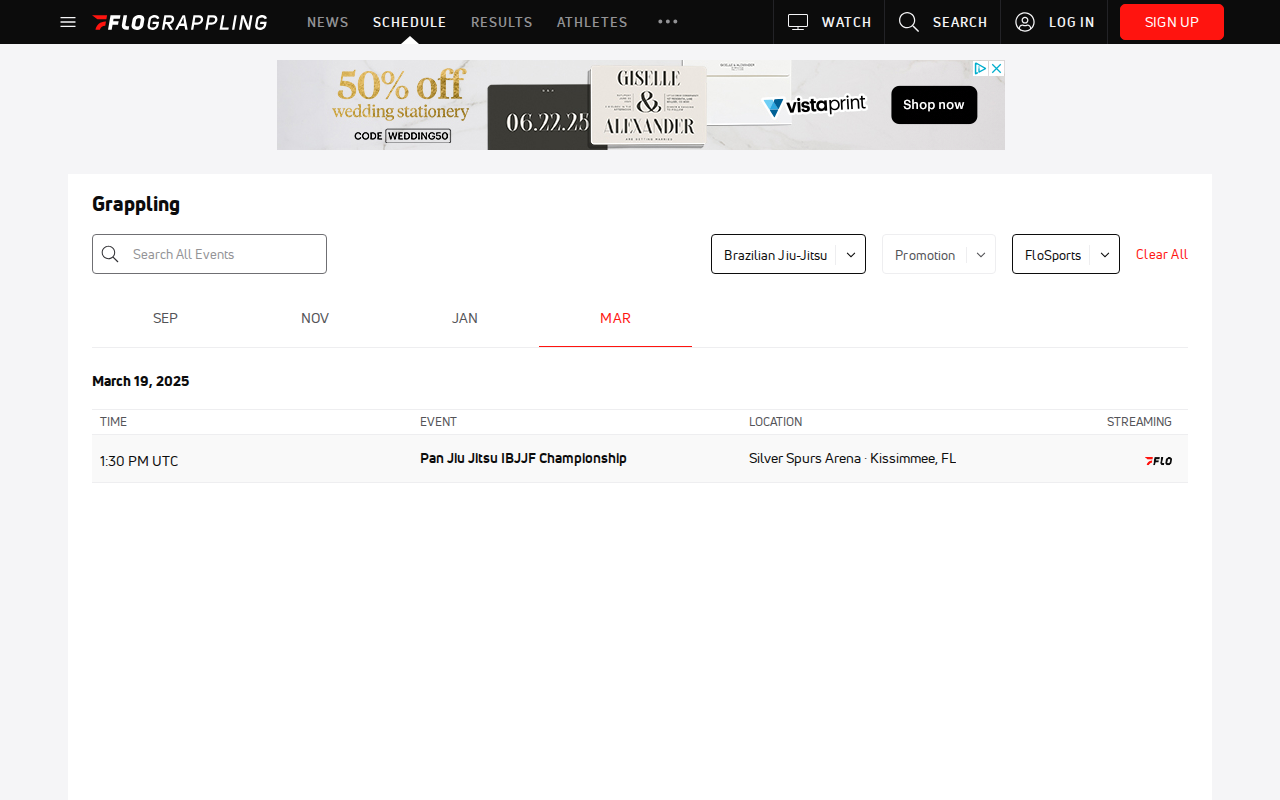 FLOGRAPPLING NEWS SCHEDULE RESULTS ATHLETES WATCH SEARCH LOG IN SIGN UP
50% off
wedding stationery
CODE WEDDING50
06.22.25
GISELLE
&
ALEXANDER
vistaprint
Shop now
Grappling
Search All Events Brazilian Jiu-Jitsu Promotion FloSports Clear All
SEP NOV JAN MAR
March 19, 2025
TIME EVENT LOCATION STREAMING
1:30 PM UTC Pan Jiu Jitsu IBJJF Championship Silver Spurs Arena · Kissimmee, FL FLO